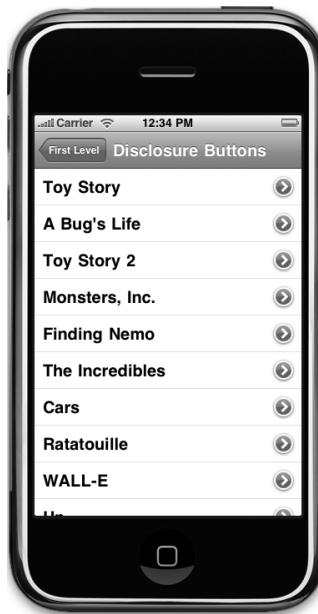 Carrier 12:34 PM
First Level Disclosure Buttons
Toy Story
A Bug's Life
Toy Story 2
Monsters, Inc.
Finding Nemo
The Incredibles
Cars
Ratatouille
WALL-E
Up